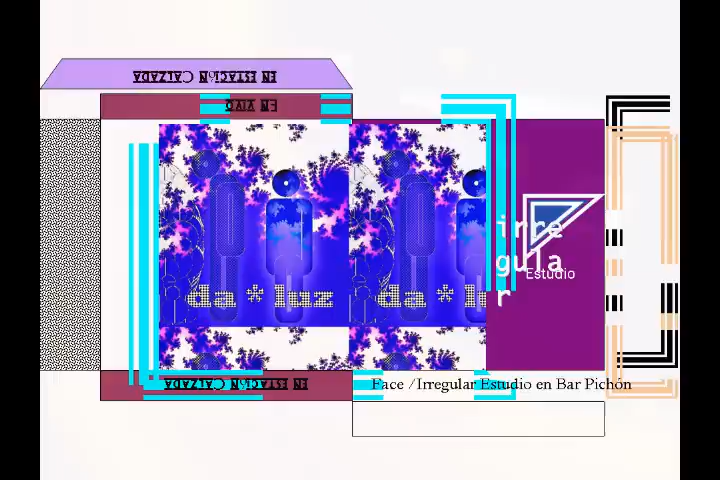 EN ESTACIÓN CALZADA
EN VIVO
da * luz
da * lu
irre
gula
r
Estudio
EN ESTACIÓN CALZADA
Face /Irregular Estudio en Bar Pichón